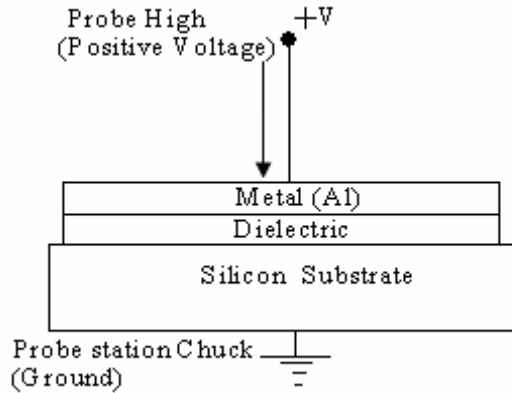 Probe High
(Positive Voltage)
+V
Metal (Al)
Dielectric
Silicon Substrate
Probe station Chuck
(Ground)